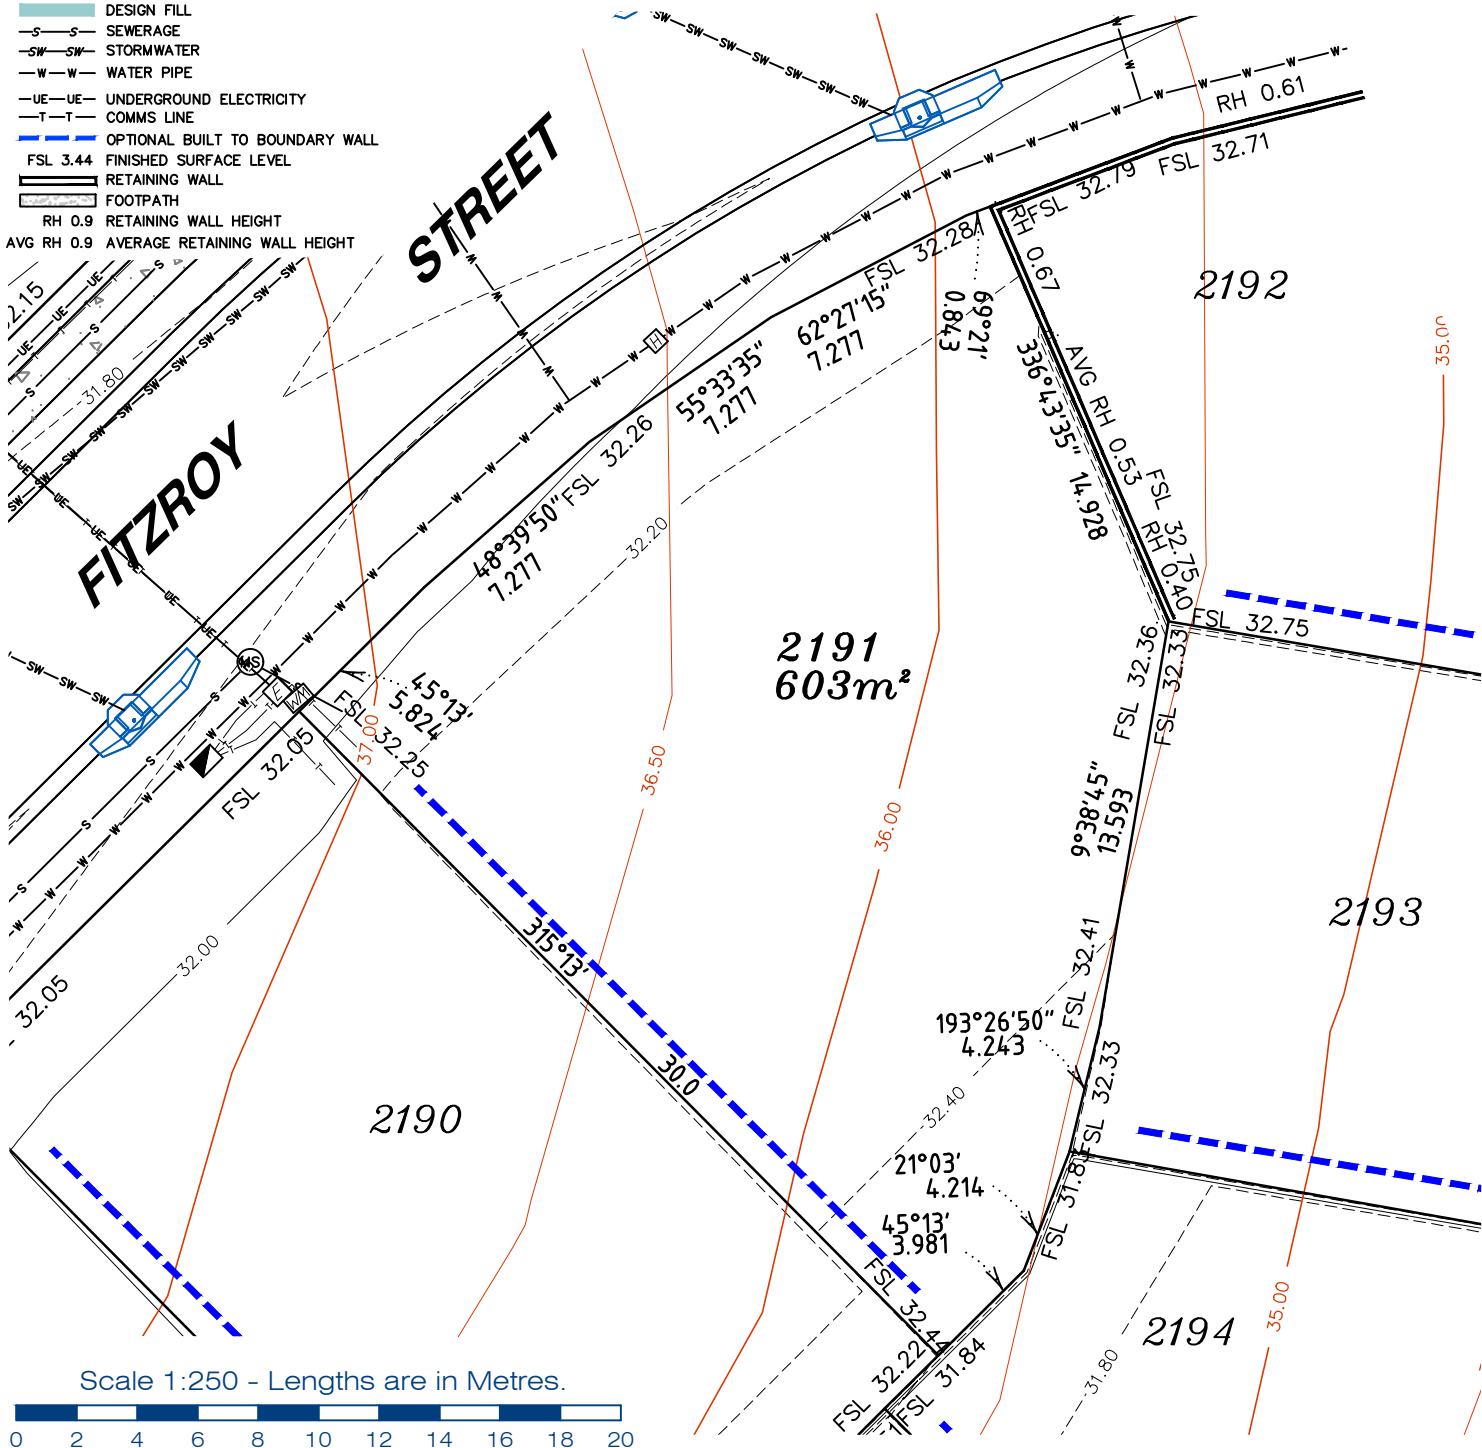 DESIGN FILL
S S SEWERAGE
SW SW STORMWATER
W W WATER PIPE
UE UE UNDERGROUND ELECTRICITY
T T COMMS LINE
OPTIONAL BUILT TO BOUNDARY WALL
FSL 3.44 FINISHED SURFACE LEVEL
RETAINING WALL
FOOTPATH
RH 0.9 RETAINING WALL HEIGHT
AVG RH 0.9 AVERAGE RETAINING WALL HEIGHT
FITZROY STREET
31.80
RH 0.61
FSL 32.71
FSL 32.79
RH 0.67
FSL 32.28
69°21'
0.843
62°27'15"
7.277
55°33'35"
7.277
FSL 32.26
48°39'50"
7.277
32.20
45°13'
5.824
FSL 32.25
FSL 32.05
37.00
36.50
36.00
35.00
2192
336°43'35" 14.928
AVG RH 0.53
FSL 32.75
RH 0.40
FSL 32.75
FSL 32.36
FSL 32.33
2191
603m²
H
E
WM
9°38'45"
13.593
2193
FSL 32.41
193°26'50"
4.243
FSL 32.33
32.40
21°03'
4.214
45°13'
3.981
FSL 31.83
315°13'
30.0
32.00
32.05
2190
FSL 32.44
FSL 32.22
FSL 31.84
2194
31.80
35.00
Scale 1:250 - Lengths are in Metres.
0 2 4 6 8 10 12 14 16 18 20